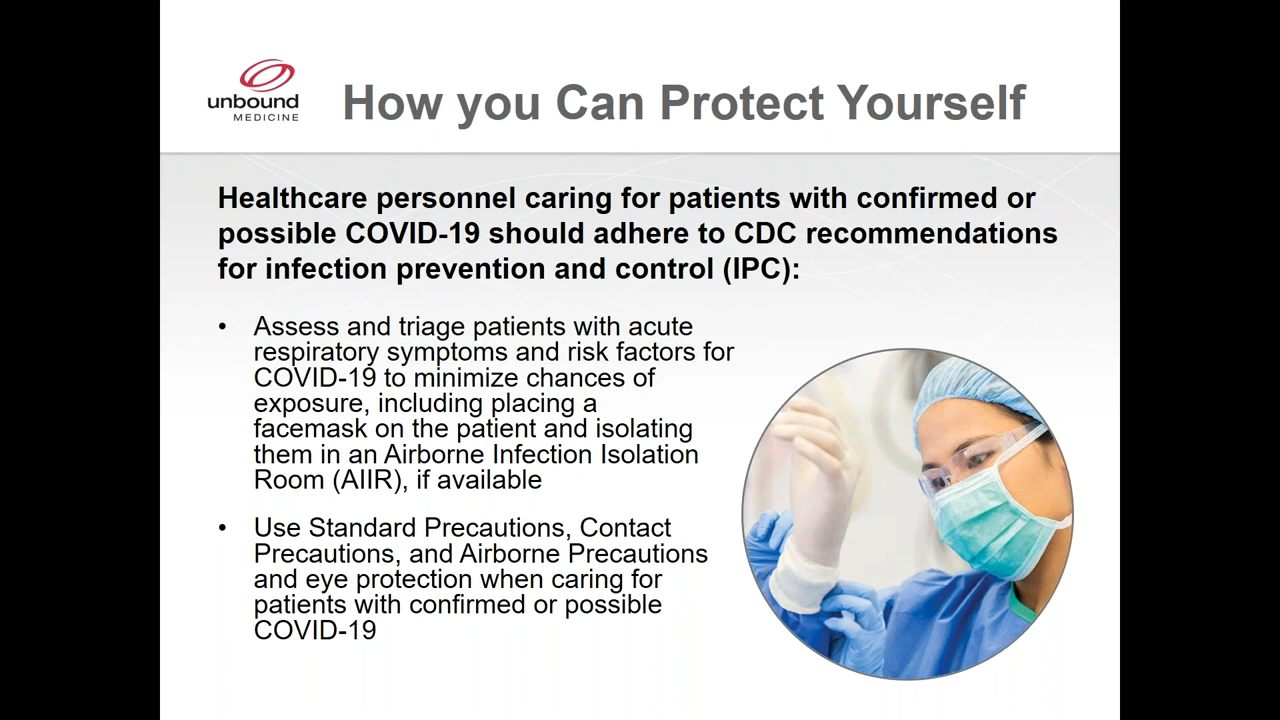 unbound
MEDICINE
How you Can Protect Yourself
Healthcare personnel caring for patients with confirmed or
possible COVID-19 should adhere to CDC recommendations
for infection prevention and control (IPC):
• Assess and triage patients with acute
respiratory symptoms and risk factors for
COVID-19 to minimize chances of
exposure, including placing a
facemask on the patient and isolating
them in an Airborne Infection Isolation
Room (AIIR), if available
• Use Standard Precautions, Contact
Precautions, and Airborne Precautions
and eye protection when caring for
patients with confirmed or possible
COVID-19